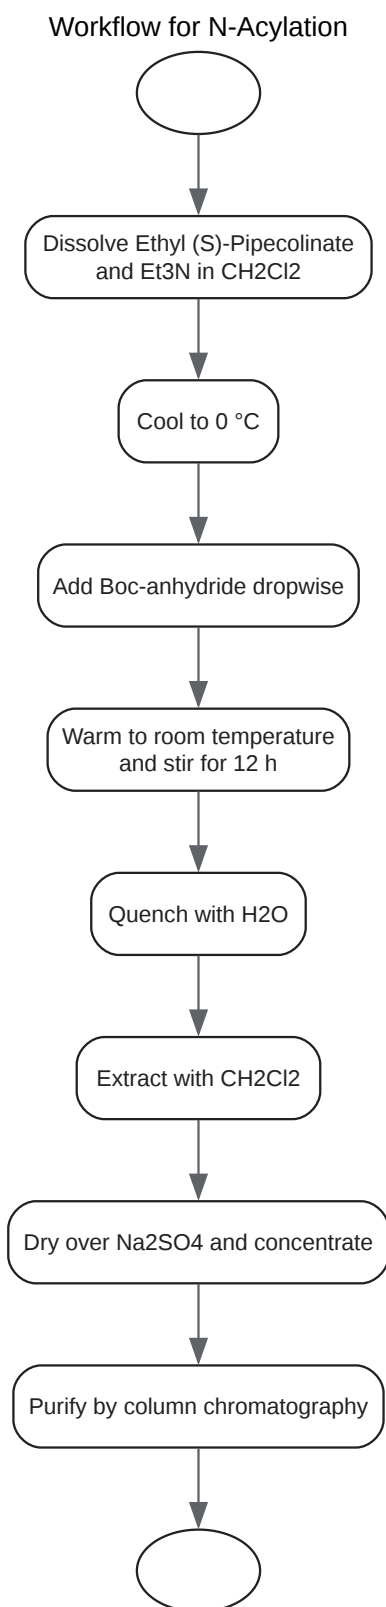 Workflow for N-Acylation
Dissolve Ethyl (S)-Pipecolinate
and Et3N in CH2Cl2
Cool to 0 °C
Add Boc-anhydride dropwise
Warm to room temperature
and stir for 12 h
Quench with H2O
Extract with CH2Cl2
Dry over Na2SO4 and concentrate
Purify by column chromatography